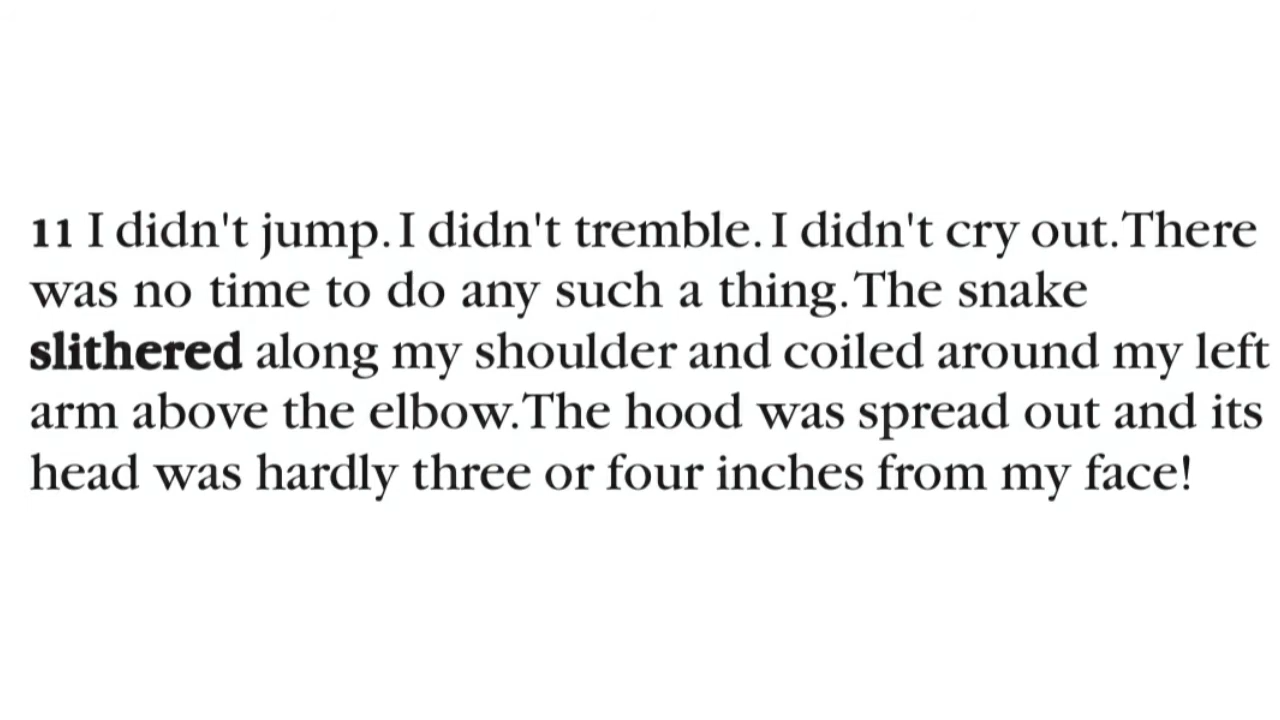 11 I didn't jump. I didn't tremble. I didn't cry out.There
was no time to do any such a thing.The snake
slithered along my shoulder and coiled around my left
arm above the elbow.The hood was spread out and its
head was hardly three or four inches from my face!